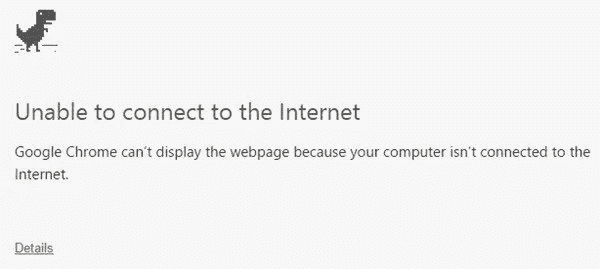 Unable to connect to the Internet
Google Chrome can't display the webpage because your computer isn't connected to the
Internet.
Details